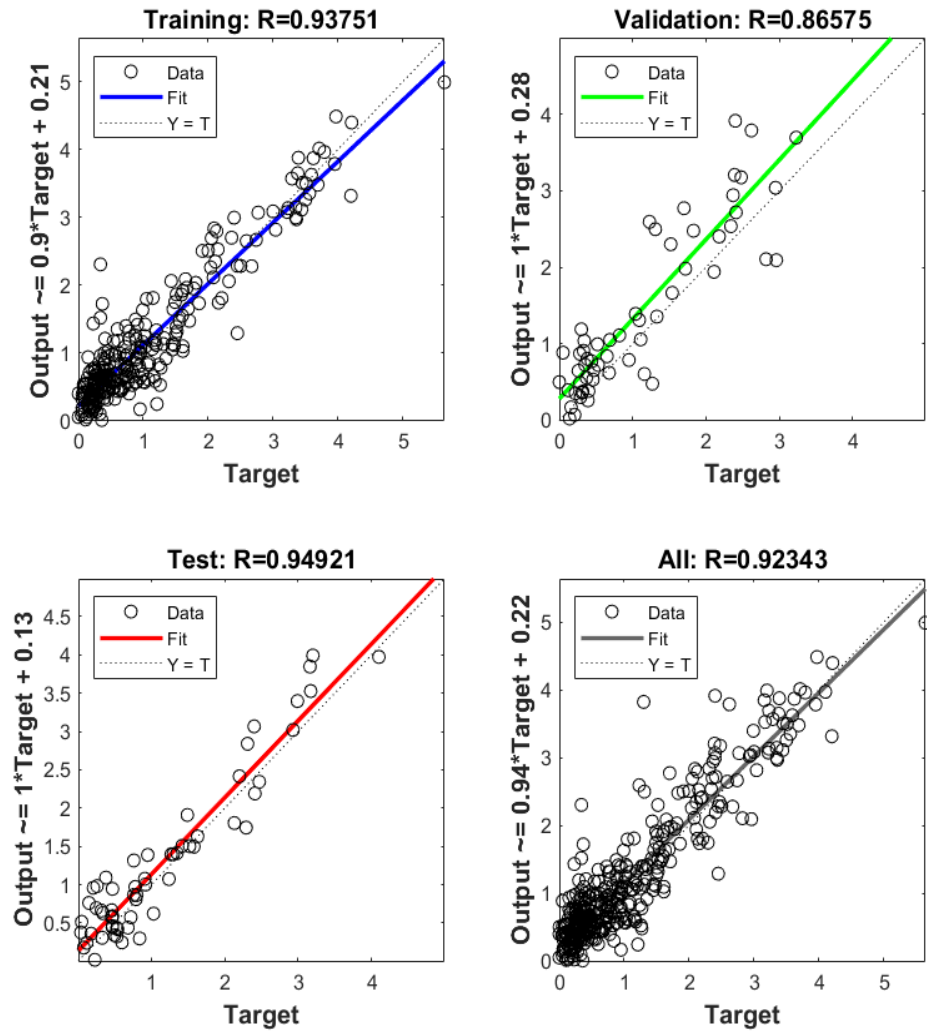 Training: R=0.93751
Output ~= 0.9*Target + 0.21
Data
Fit
Y = T
5
4
3
2
1
0
0 1 2 3 4 5
Target
Validation: R=0.86575
Output ~= 1*Target + 0.28
Data
Fit
Y = T
4
3
2
1
0
0 1 2 3 4
Target
Test: R=0.94921
Output ~= 1*Target + 0.13
Data
Fit
Y = T
4.5
4
3.5
3
2.5
2
1.5
1
0.5
1 2 3 4
Target
All: R=0.92343
Output ~= 0.94*Target + 0.22
Data
Fit
Y = T
5
4
3
2
1
0
0 1 2 3 4 5
Target